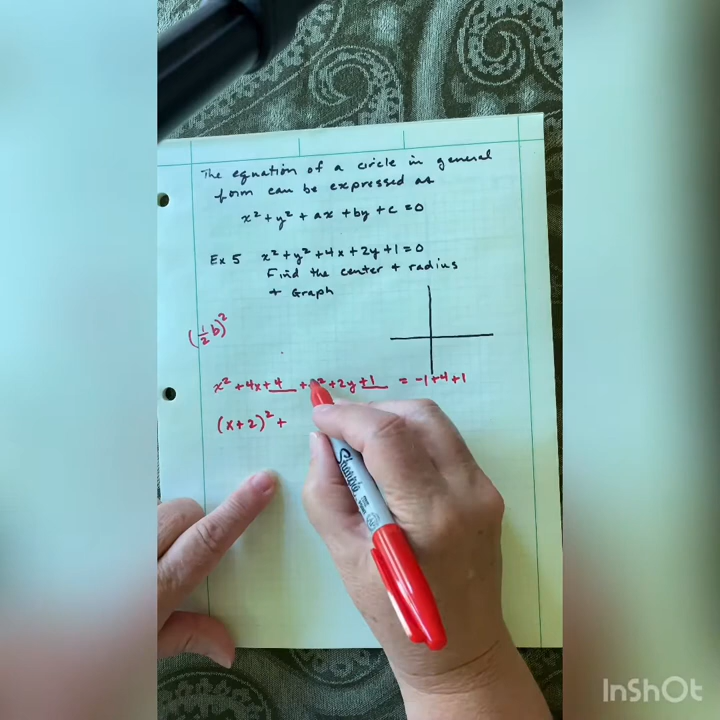 The equation of a circle in general
form can be expressed as
x² + y² + ax + by + c = 0
Ex 5 x² + y² + 4x + 2y + 1 = 0
Find the center + radius
+ Graph
(1/2 b)²
x² + 4x + 4 + ² + 2y + 1 = -1 + 4 + 1
(x + 2)² +
Sharpie
InShOt